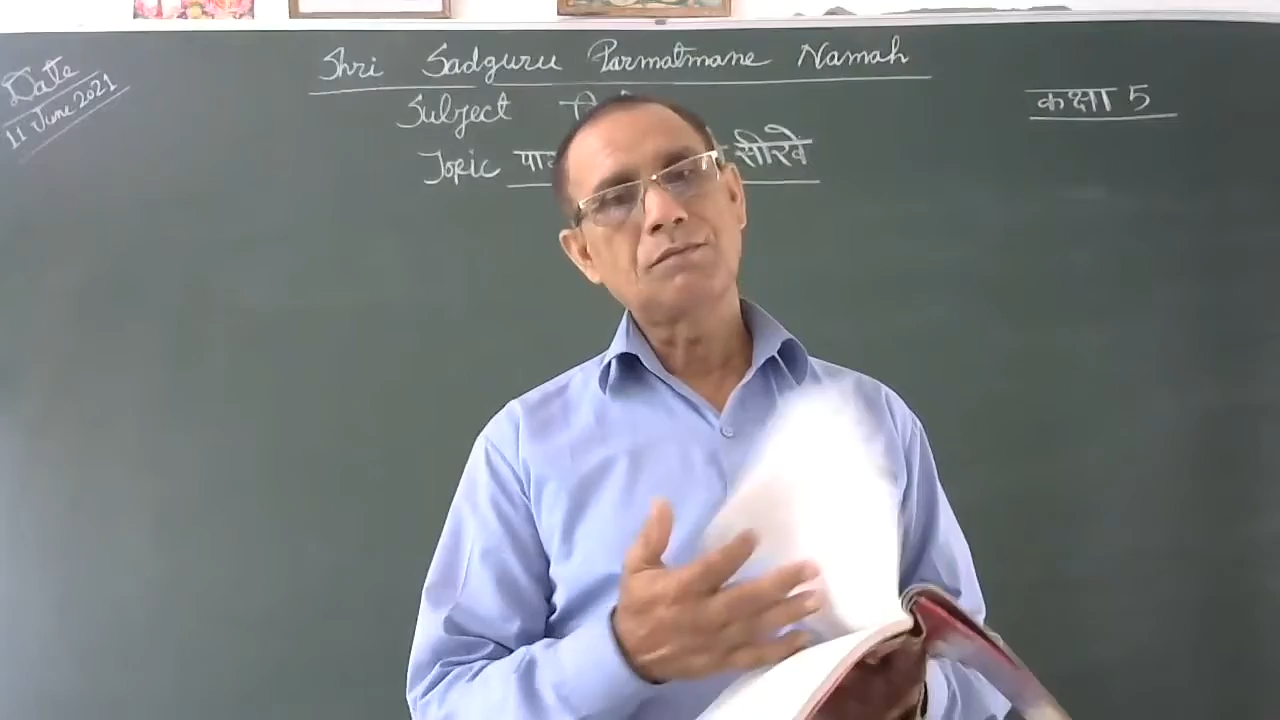 Shri Sadguru Parmatmane Namah
Date
11 June 2021
Subject
कक्षा 5
Topic सीखे